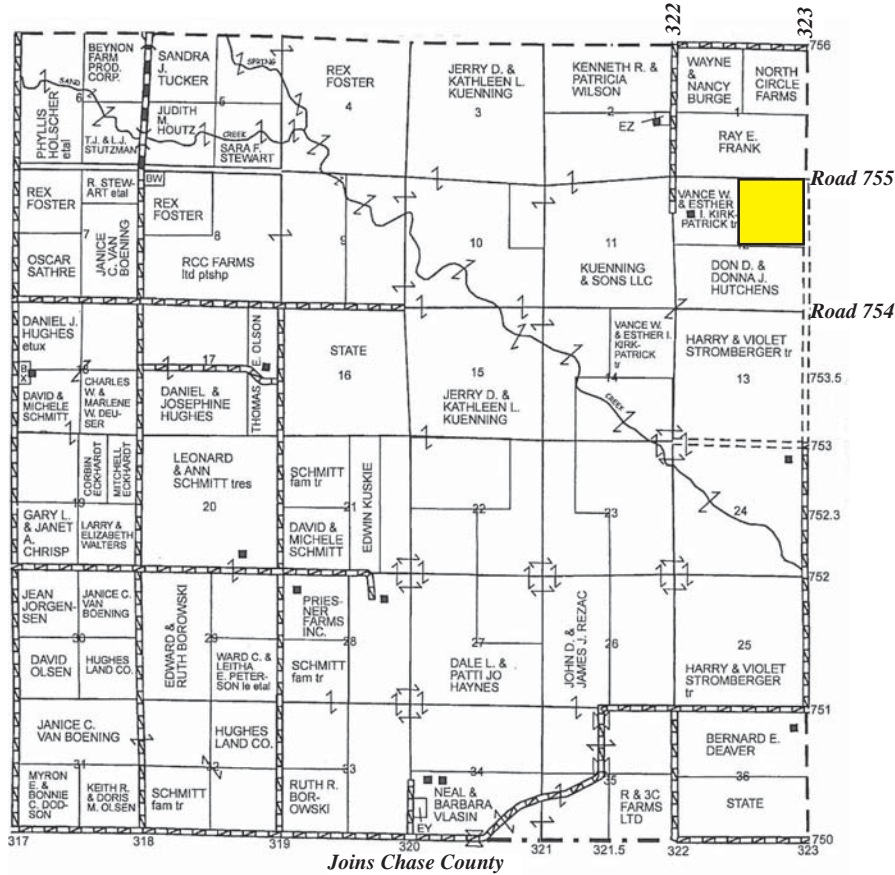 322
323
756
BEYNON
FARM
PROD.
CORP.
SANDRA
J.
TUCKER
SPRING
REX
FOSTER
4
JERRY D. &
KATHLEEN L.
KUENNING
3
KENNETH R. &
PATRICIA
WILSON
2
WAYNE
& NANCY
BURGE
NORTH
CIRCLE
FARMS
1
SAND
6
5
PHYLLIS
HOLSCHER
etal
T.J. & L.J.
STUTZMAN
JUDITH
M.
HOUTZ
CREEK
SARA F.
STEWART
EZ
RAY E.
FRANK
Road 755
REX
FOSTER
R. STEW-
ART etal
BW
REX
FOSTER
VANCE W.
& ESTHER
I. KIRK-
PATRICK tr
7
8
9
10
11
12
OSCAR
SATHRE
JANICE
C. VAN
BOENING
RCC FARMS
ltd ptshp
KUENNING
& SONS LLC
DON D. &
DONNA J.
HUTCHENS
Road 754
DANIEL J.
HUGHES
etux
17
THOMAS E. OLSON
STATE
16
15
VANCE W.
& ESTHER I.
KIRK-
PATRICK
tr
14
HARRY & VIOLET
STROMBERGER tr
13
753.5
B
X
18
DAVID &
MICHELE
SCHMITT
CHARLES
W. &
MARLENE
W. DEU-
SER
DANIEL &
JOSEPHINE
HUGHES
JERRY D. &
KATHLEEN L.
KUENNING
CREEK
753
CORBIN
ECKHARDT
MITCHELL
ECKHARDT
LEONARD
& ANN
SCHMITT tres
20
SCHMITT
fam tr
EDWIN KUSKIE
19
21
22
23
24
752.3
GARY L.
& JANET
A.
CHRISP
LARRY &
ELIZABETH
WALTERS
DAVID &
MICHELE
SCHMITT
752
JEAN
JORGEN-
SEN
JANICE C.
VAN
BOENING
EDWARD &
RUTH BOROWSKI
PRIES-
NER
FARMS
INC.
30
29
28
27
26
25
DAVID
OLSEN
HUGHES
LAND CO.
WARD C. &
LEITHA
E. PETER-
SON le etal
SCHMITT
fam tr
DALE L. &
PATTI JO
HAYNES
JOHN D. &
JAMES J. REZAC
HARRY & VIOLET
STROMBERGER
tr
751
JANICE C.
VAN BOENING
HUGHES
LAND CO.
BERNARD E.
DEAVER
31
32
33
34
35
36
MYRON
E. &
BONNIE
C. DOD-
SON
KEITH R.
& DORIS
M. OLSEN
SCHMITT
fam tr
RUTH R.
BOR-
OWSKI
EY
NEAL &
BARBARA
VLASIN
R & 3C
FARMS
LTD
STATE
750
317
318
319
320
321
321.5
322
323
Joins Chase County